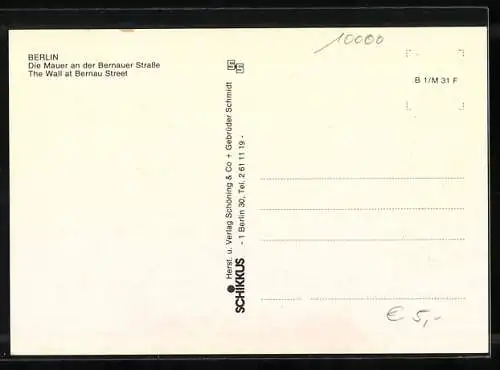 BERLIN
Die Mauer an der Bernauer Straße
The Wall at Bernau Street
SCHIKKUS
Herst. u. Verlag Schöning & Co + Gebrüder Schmidt
- 1 Berlin 30, Tel. 2 61 11 19 -
10000
B 1/M 31 F
€ 5,-